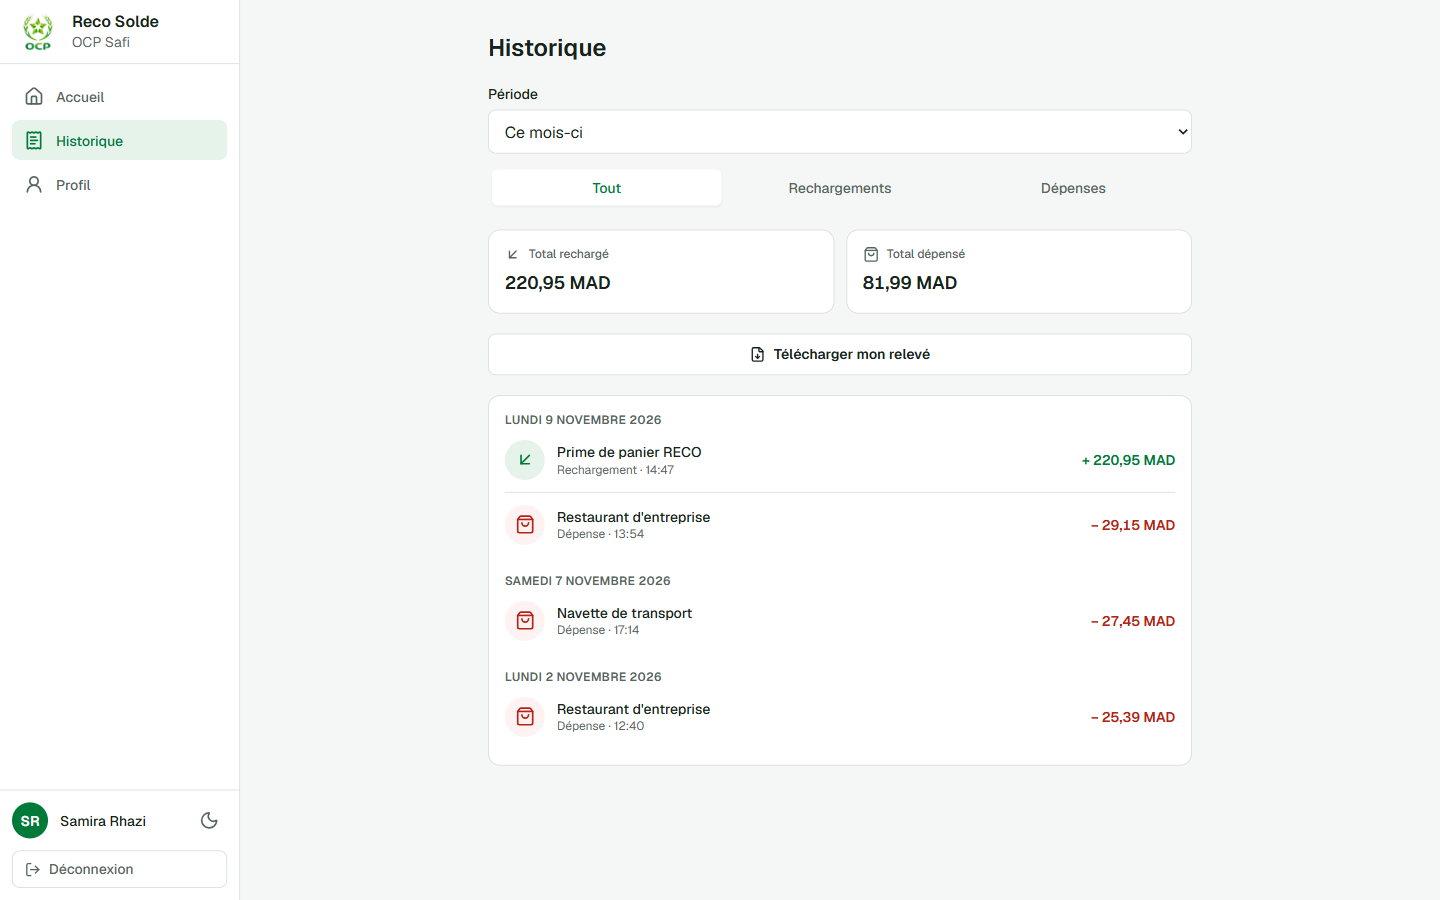 Reco Solde
OCP Safi
OCP
Accueil
Historique
Profil
Samira Rhazi
SR
Déconnexion
Historique
Période
Ce mois-ci
Tout
Rechargements
Dépenses
Total rechargé
220,95 MAD
Total dépensé
81,99 MAD
Télécharger mon relevé
LUNDI 9 NOVEMBRE 2026
Prime de panier RECO
Rechargement · 14:47
+ 220,95 MAD
Restaurant d'entreprise
Dépense · 13:54
− 29,15 MAD
SAMEDI 7 NOVEMBRE 2026
Navette de transport
Dépense · 17:14
− 27,45 MAD
LUNDI 2 NOVEMBRE 2026
Restaurant d'entreprise
Dépense · 12:40
− 25,39 MAD